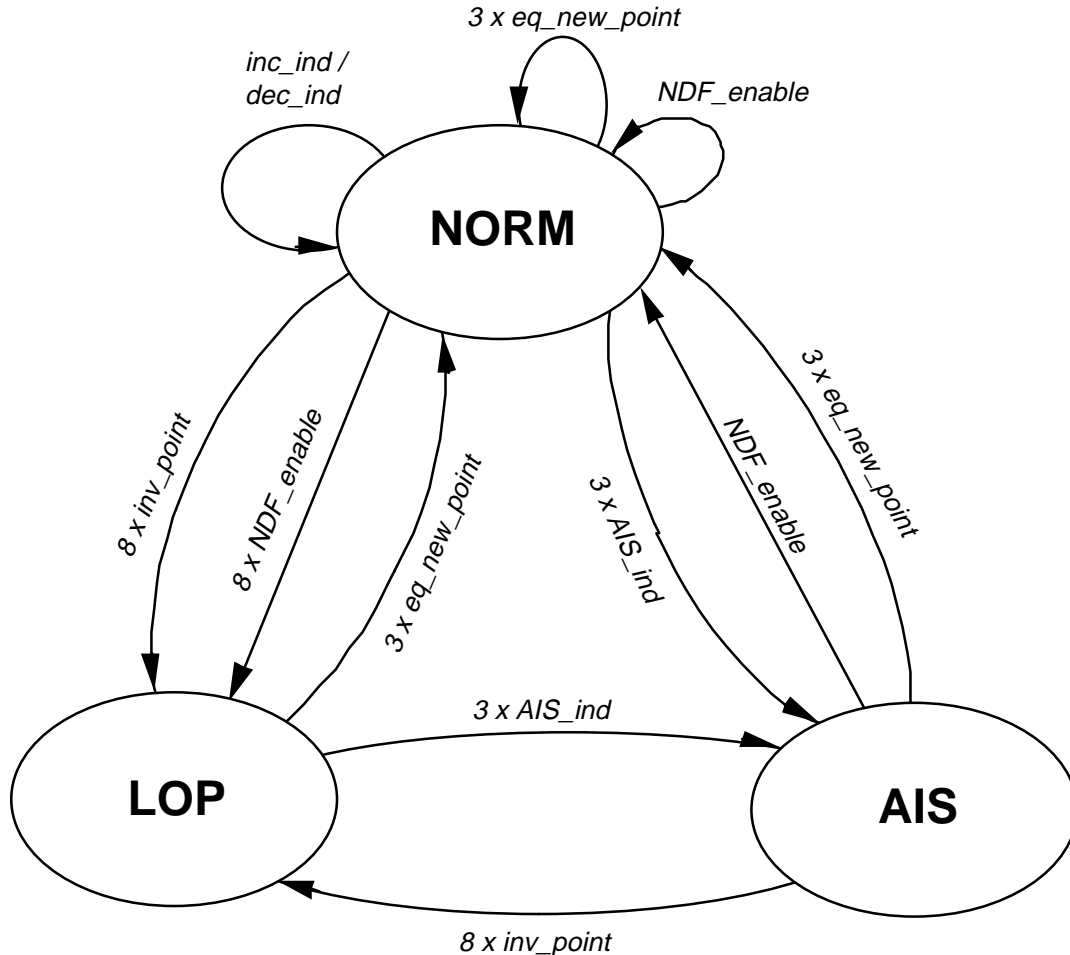 3 x eq_new_point
inc_ind /
dec_ind
NDF_enable
NORM
8 x inv_point
8 x NDF_enable
3 x eq_new_point
3 x AIS_ind
NDF_enable
3 x eq_new_point
3 x AIS_ind
LOP
AIS
8 x inv_point